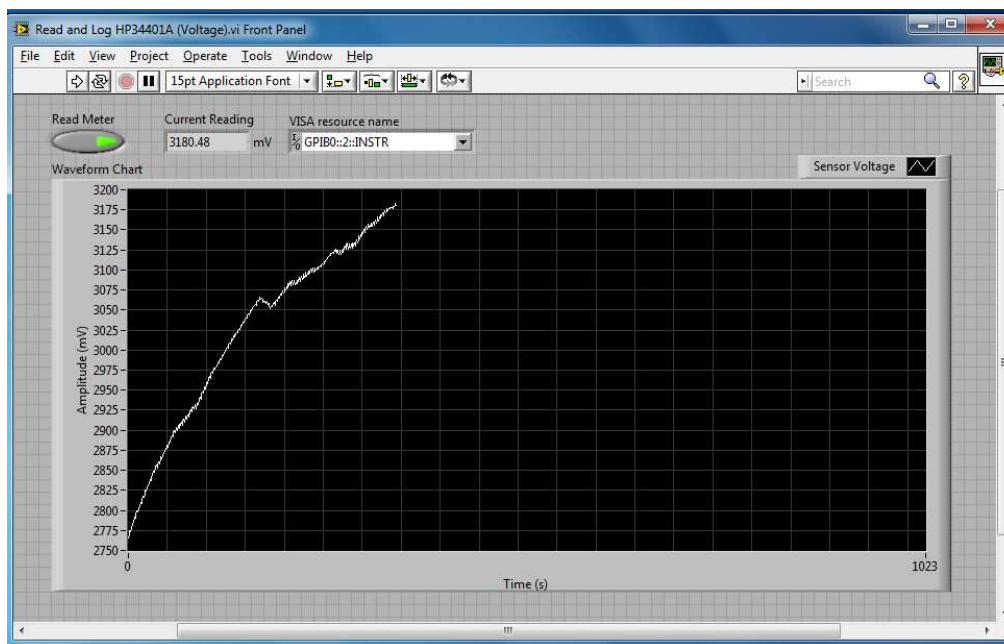 Read and Log HP34401A (Voltage).vi Front Panel
File Edit View Project Operate Tools Window Help
15pt Application Font
Search
?
Read Meter
Current Reading
VISA resource name
3180.48 mV
I/O GPIB0::2::INSTR
Waveform Chart
Sensor Voltage
Amplitude (mV)
3200
3175
3150
3125
3100
3075
3050
3025
3000
2975
2950
2925
2900
2875
2850
2825
2800
2775
2750
0
1023
Time (s)